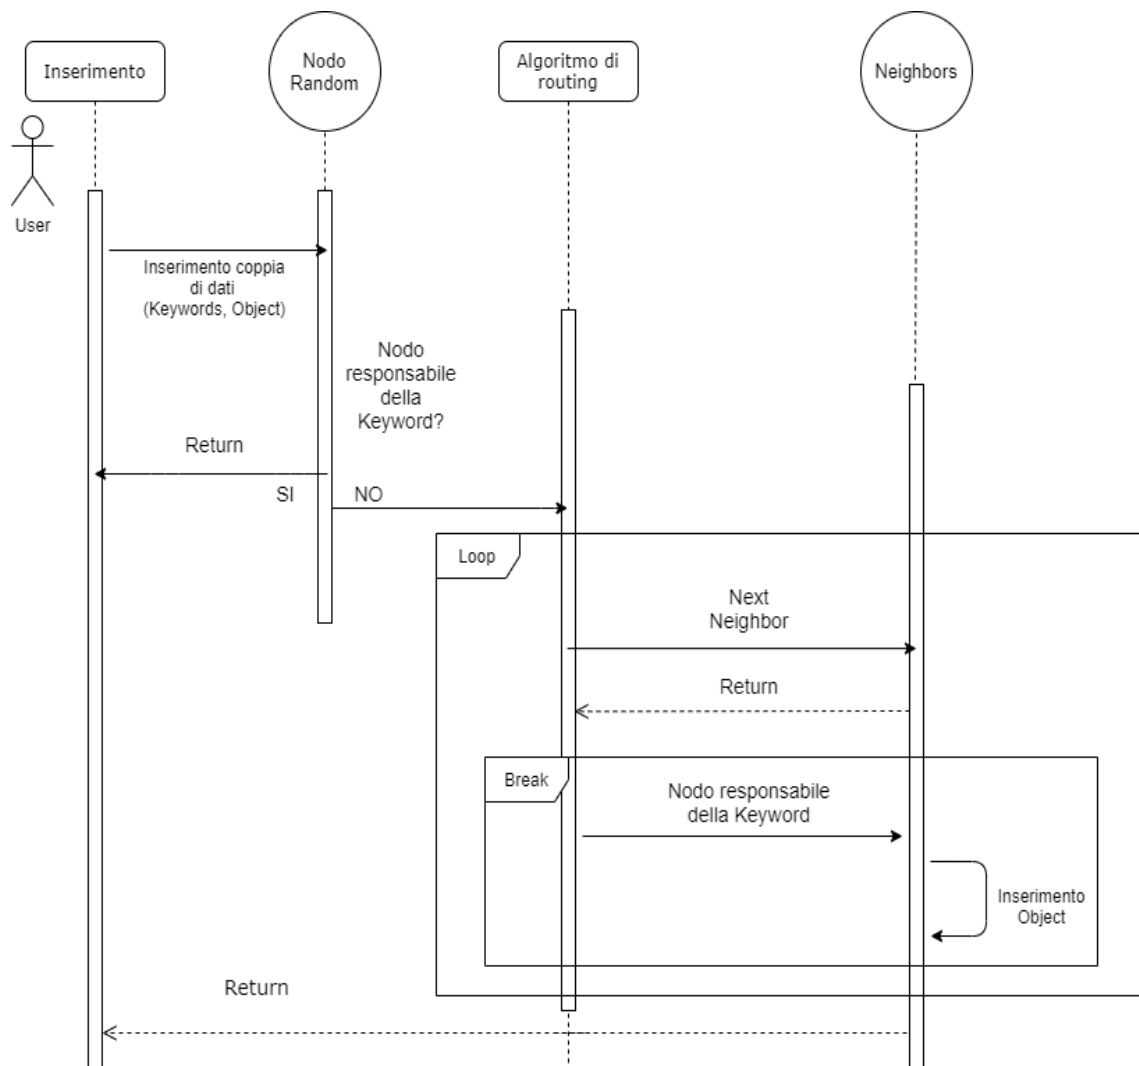 Inserimento
Nodo
Random
Algoritmo di
routing
Neighbors
User
Inserimento coppia
di dati
(Keywords, Object)
Nodo
responsabile
della
Keyword?
Return
SI
NO
Loop
Next
Neighbor
Return
Break
Nodo responsabile
della Keyword
Inserimento
Object
Return